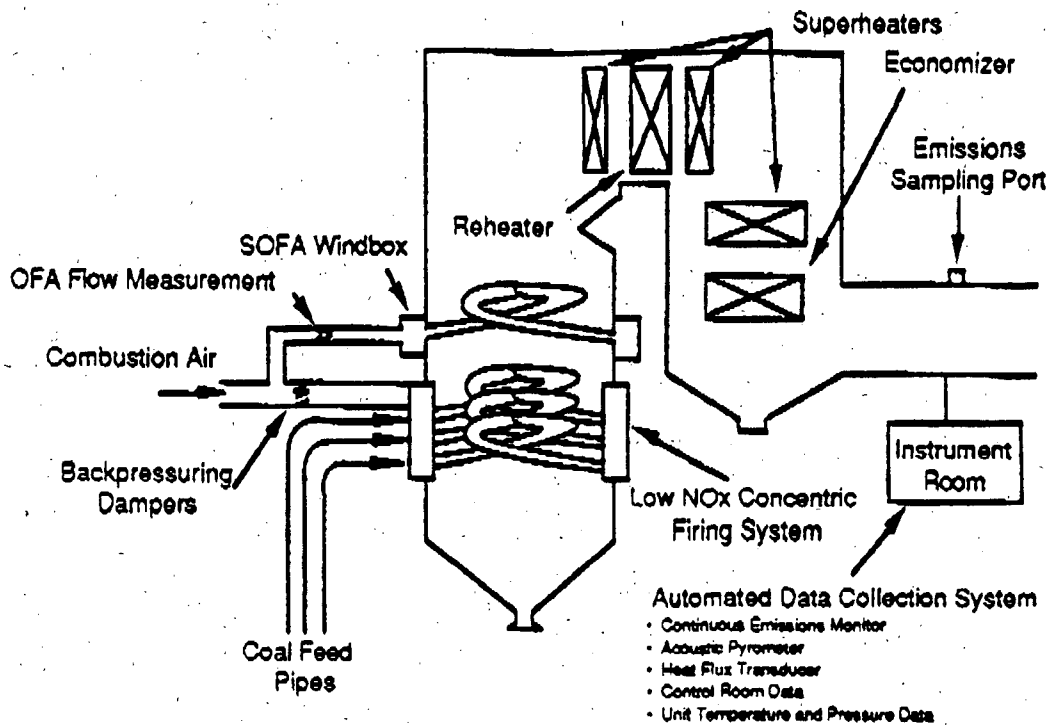 Superheaters
Economizer
Emissions
Sampling Port
Reheater
SOFA Windbox
OFA Flow Measurement
Combustion Air
Backpressuring
Dampers
Low NOx Concentric
Firing System
Instrument
Room
Coal Feed
Pipes
Automated Data Collection System
• Continuous Emissions Monitor
• Acoustic Pyrometer
• Heat Flux Transducer
• Control Room Data
• Unit Temperature and Pressure Data